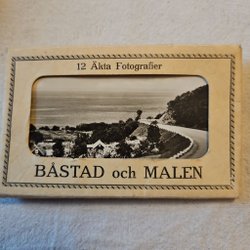 12 Äkta Fotografier
BÅSTAD och MALEN